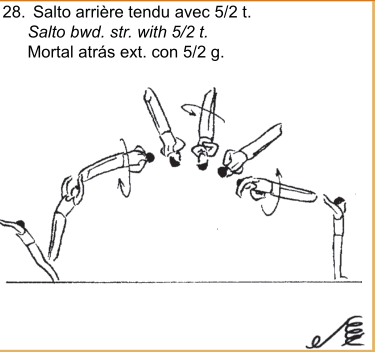 28. Salto arrière tendu avec 5/2 t.
Salto bwd. str. with 5/2 t.
Mortal atrás ext. con 5/2 g.